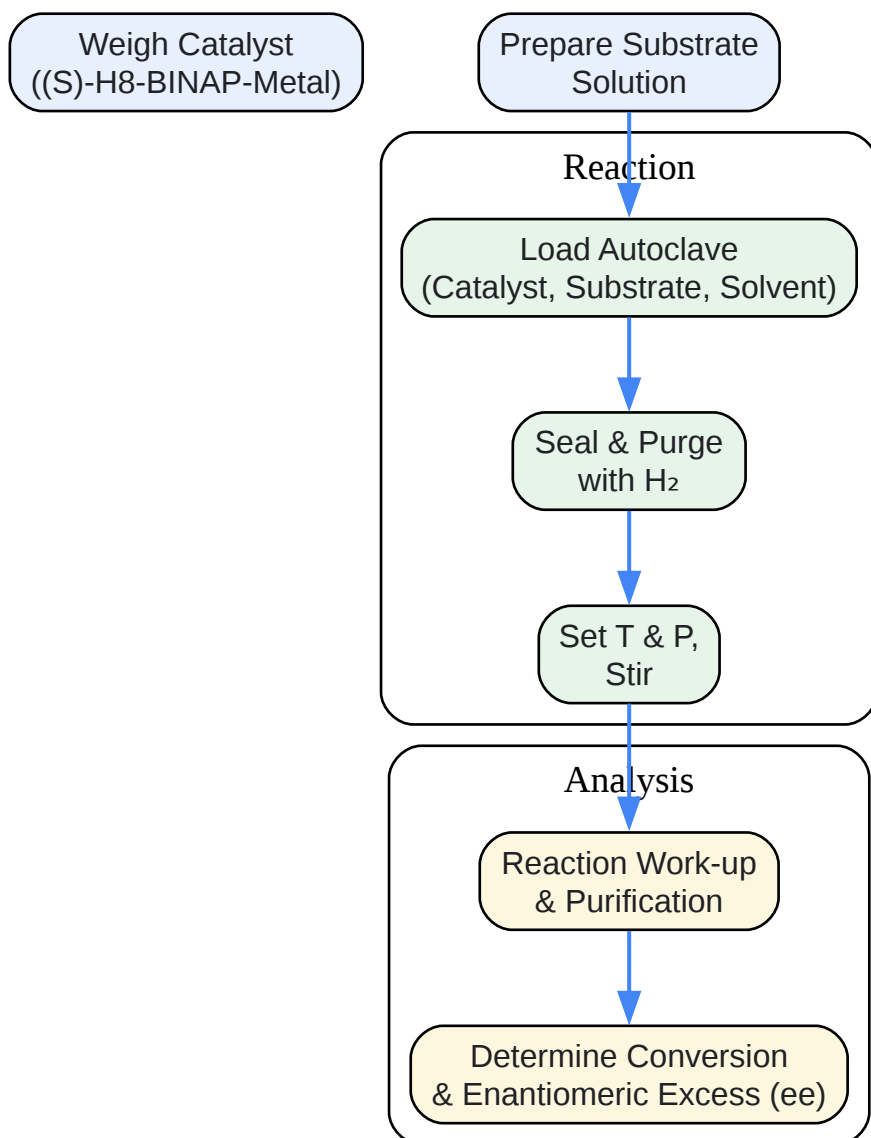 Weigh Catalyst
((S)-H8-BINAP-Metal)
Prepare Substrate
Solution
Reaction
Load Autoclave
(Catalyst, Substrate, Solvent)
Seal & Purge
with H₂
Set T & P,
Stir
Analysis
Reaction Work-up
& Purification
Determine Conversion
& Enantiomeric Excess (ee)